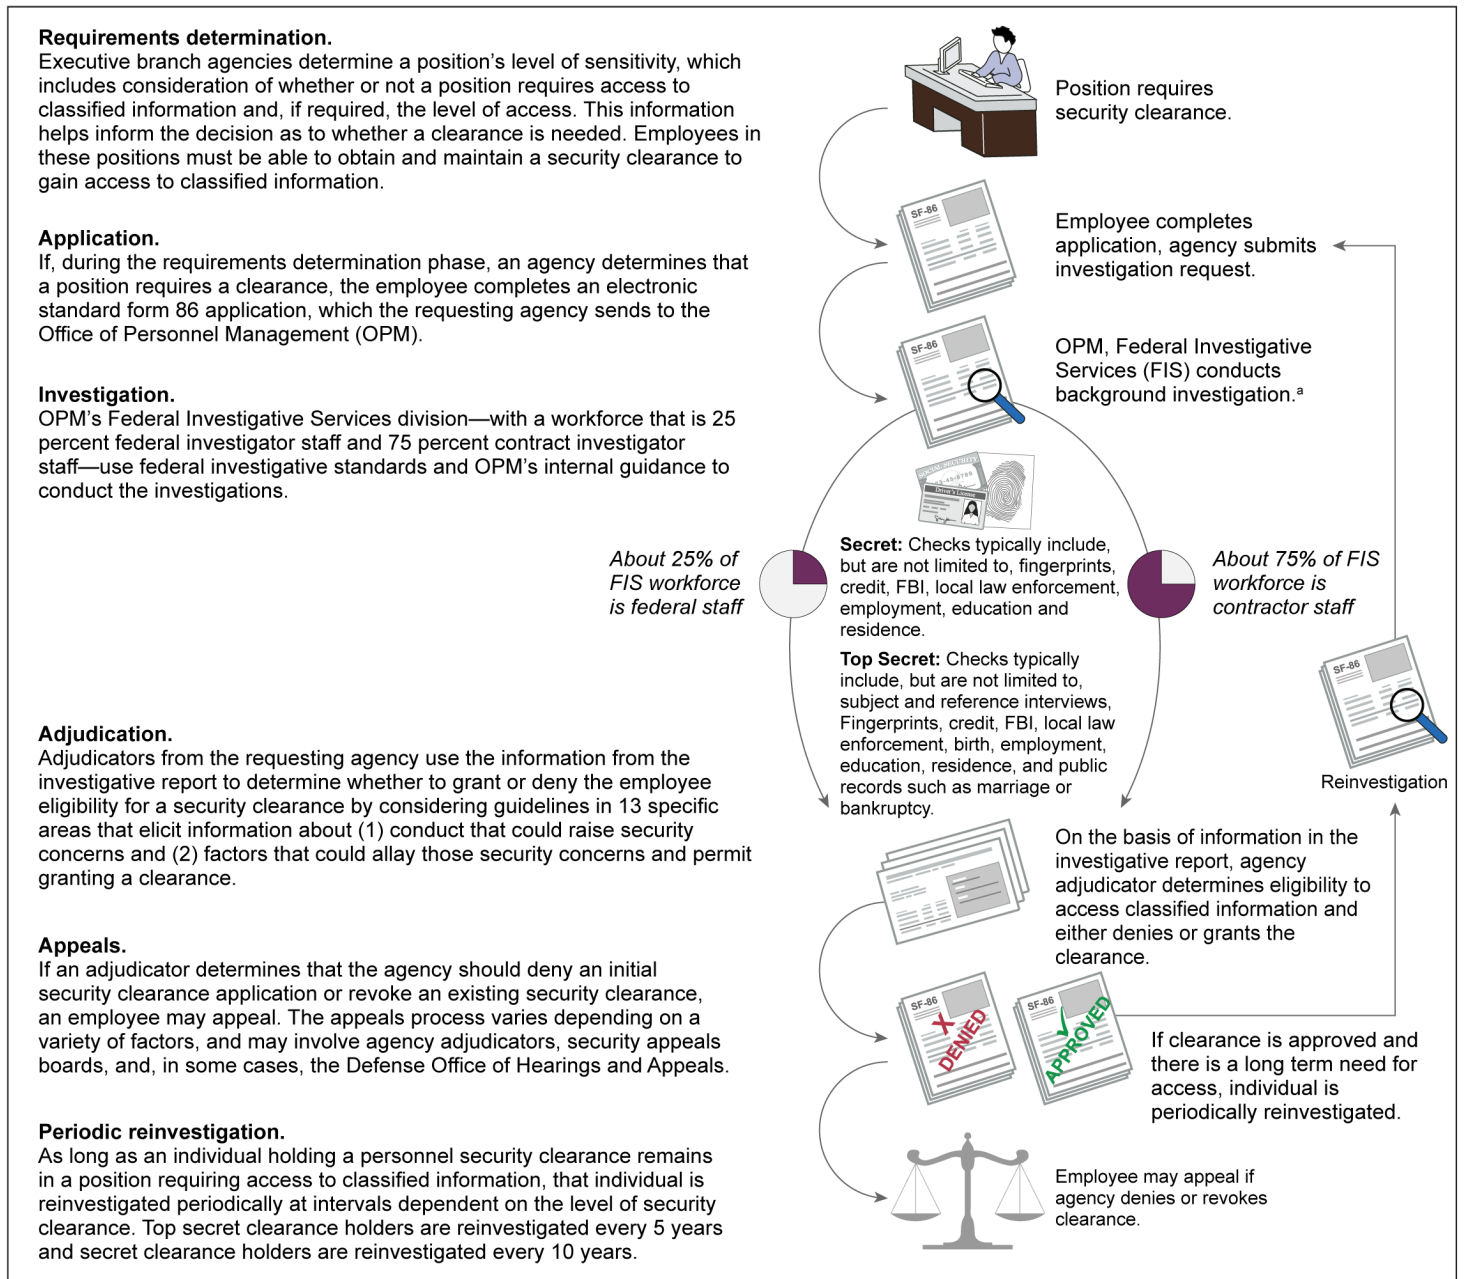 Requirements determination.
Executive branch agencies determine a position's level of sensitivity, which
includes consideration of whether or not a position requires access to
classified information and, if required, the level of access. This information
helps inform the decision as to whether a clearance is needed. Employees in
these positions must be able to obtain and maintain a security clearance to
gain access to classified information.
Position requires
security clearance.
Application.
If, during the requirements determination phase, an agency determines that
a position requires a clearance, the employee completes an electronic
standard form 86 application, which the requesting agency sends to the
Office of Personnel Management (OPM).
SF-86
Employee completes
application, agency submits
investigation request.
Investigation.
OPM's Federal Investigative Services division—with a workforce that is 25
percent federal investigator staff and 75 percent contract investigator
staff—use federal investigative standards and OPM's internal guidance to
conduct the investigations.
SF-86
OPM, Federal Investigative
Services (FIS) conducts
background investigation.ᵃ
SOCIAL SECURITY
Driver's License
About 25% of
FIS workforce
is federal staff
Secret: Checks typically include,
but are not limited to, fingerprints,
credit, FBI, local law enforcement,
employment, education and
residence.
Top Secret: Checks typically
include, but are not limited to,
subject and reference interviews,
Fingerprints, credit, FBI, local law
enforcement, birth, employment,
education, residence, and public
records such as marriage or
bankruptcy.
About 75% of FIS
workforce is
contractor staff
SF-86
Reinvestigation
Adjudication.
Adjudicators from the requesting agency use the information from the
investigative report to determine whether to grant or deny the employee
eligibility for a security clearance by considering guidelines in 13 specific
areas that elicit information about (1) conduct that could raise security
concerns and (2) factors that could allay those security concerns and permit
granting a clearance.
On the basis of information in the
investigative report, agency
adjudicator determines eligibility to
access classified information and
either denies or grants the
clearance.
Appeals.
If an adjudicator determines that the agency should deny an initial
security clearance application or revoke an existing security clearance,
an employee may appeal. The appeals process varies depending on a
variety of factors, and may involve agency adjudicators, security appeals
boards, and, in some cases, the Defense Office of Hearings and Appeals.
SF-86
X
DENIED
SF-86
APPROVED
If clearance is approved and
there is a long term need for
access, individual is
periodically reinvestigated.
Periodic reinvestigation.
As long as an individual holding a personnel security clearance remains
in a position requiring access to classified information, that individual is
reinvestigated periodically at intervals dependent on the level of security
clearance. Top secret clearance holders are reinvestigated every 5 years
and secret clearance holders are reinvestigated every 10 years.
Employee may appeal if
agency denies or revokes
clearance.